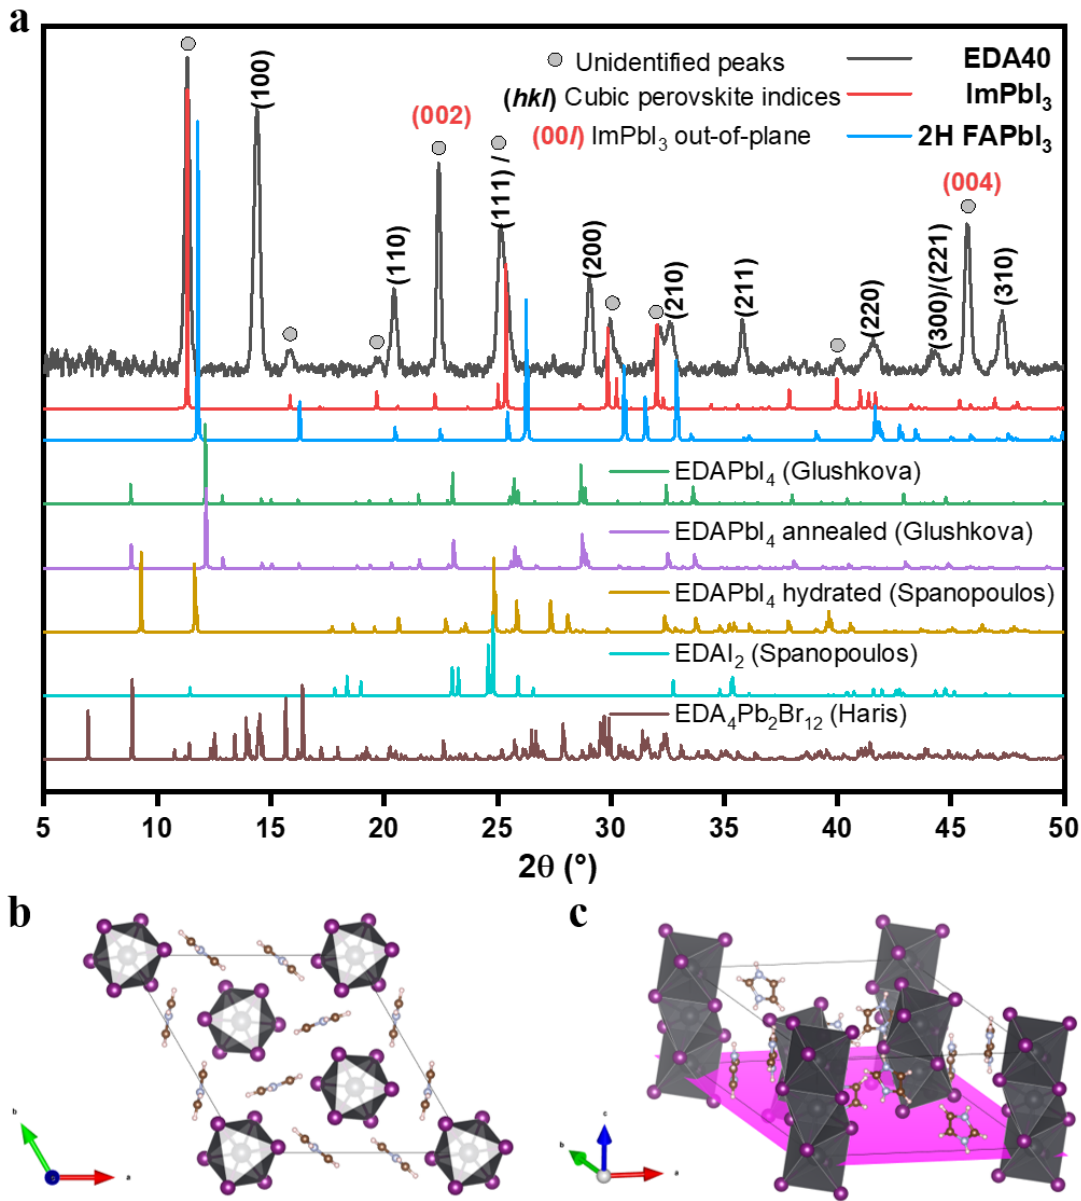 a
Unidentified peaks
EDA40
(hkl) Cubic perovskite indices
ImPbI₃
(00l) ImPbI₃ out-of-plane
2H FAPbI₃
(100)
(110)
(002)
(111) /
(200)
(210)
(211)
(220)
(300)/(221)
(004)
(310)
EDAPbI₄ (Glushkova)
EDAPbI₄ annealed (Glushkova)
EDAPbI₄ hydrated (Spanopoulos)
EDAI₂ (Spanopoulos)
EDA₄Pb₂Br₁₂ (Haris)
5 10 15 20 25 30 35 40 45 50
2θ (°)
b
b
a
c
c
b
a